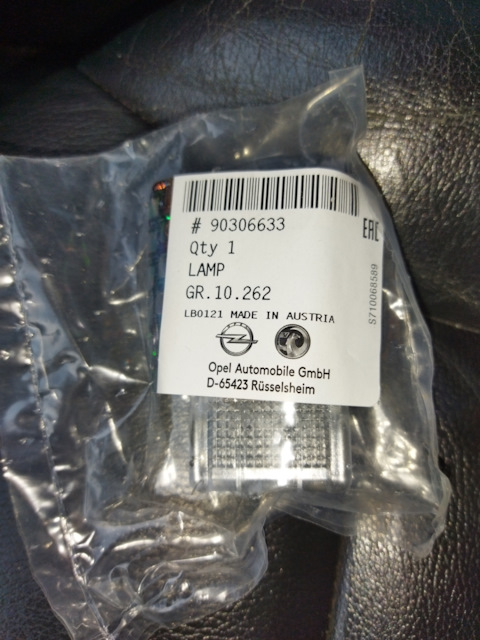 # 90306633
EAC
Qty 1
LAMP
GR.10.262
LB0121 MADE IN AUSTRIA
Opel Automobile GmbH
D-65423 Rüsselsheim
S710068589